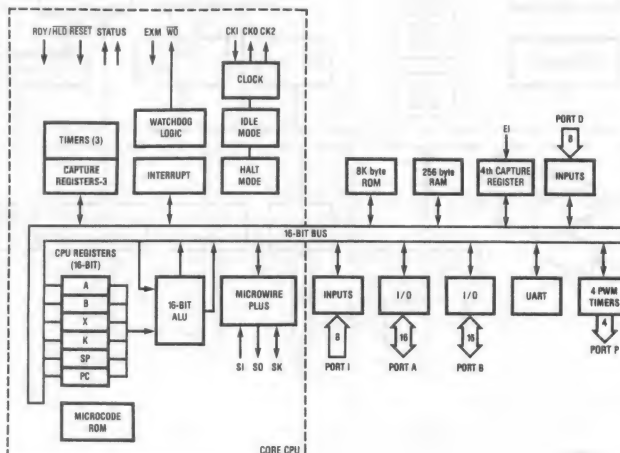 RDY/HLD RESET STATUS EXM WO CKI CKO CK2
CLOCK
WATCHDOG LOGIC
IDLE MODE
TIMERS (3)
CAPTURE REGISTERS-3
INTERRUPT
HALT MODE
EI
PORT D
8
8K byte ROM
256 byte RAM
4th CAPTURE REGISTER
INPUTS
16-BIT BUS
CPU REGISTERS (16-BIT)
A
B
X
K
SP
PC
16-BIT ALU
MICROWIRE PLUS
INPUTS
I/O
I/O
UART
4 PWM TIMERS
8
16
16
4
SI SO SK
PORT I
PORT A
PORT B
PORT P
MICROCODE ROM
CORE CPU